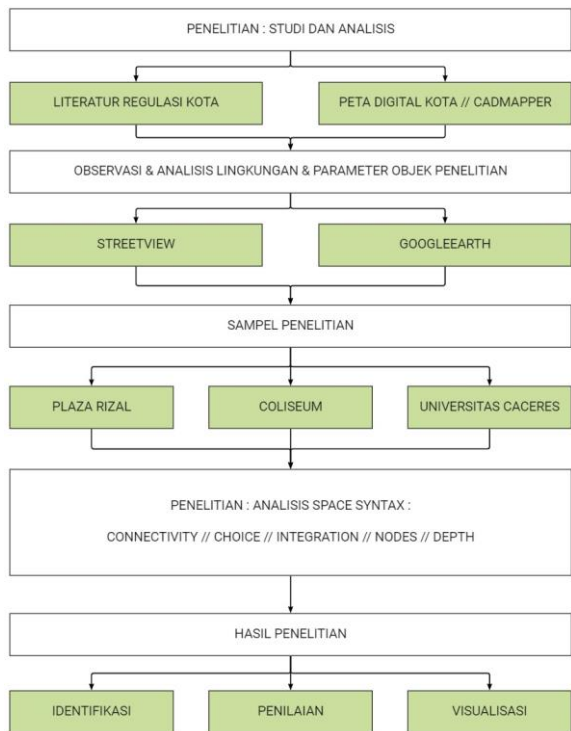 PENELITIAN : STUDI DAN ANALISIS
LITERATUR REGULASI KOTA
PETA DIGITAL KOTA // CADMAPPER
OBSERVASI & ANALISIS LINGKUNGAN & PARAMETER OBJEK PENELITIAN
STREETVIEW
GOOGLEEARTH
SAMPEL PENELITIAN
PLAZA RIZAL
COLISEUM
UNIVERSITAS CACERES
PENELITIAN : ANALISIS SPACE SYNTAX :
CONNECTIVITY // CHOICE // INTEGRATION // NODES // DEPTH
HASIL PENELITIAN
IDENTIFIKASI
PENILAIAN
VISUALISASI